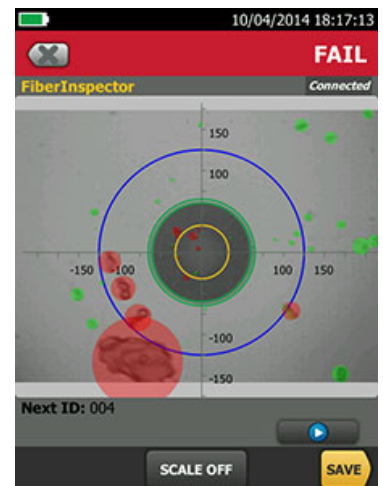 10/04/2014 18:17:13
FAIL
FiberInspector
Connected
150
100
-150 -100 100 150
-100
-150
Next ID: 004
SCALE OFF
SAVE